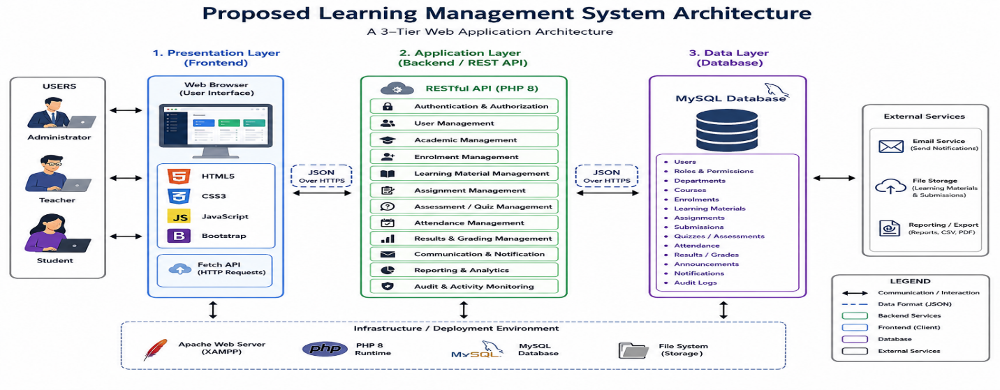 Proposed Learning Management System Architecture
A 3–Tier Web Application Architecture
USERS
Administrator
Teacher
Student
1. Presentation Layer
(Frontend)
Web Browser
(User Interface)
HTML5
CSS3
JS
JavaScript
B
Bootstrap
Fetch API
(HTTP Requests)
JSON
Over HTTPS
2. Application Layer
(Backend / REST API)
RESTful API (PHP 8)
Authentication & Authorization
User Management
Academic Management
Enrolment Management
Learning Material Management
Assignment Management
Assessment / Quiz Management
Attendance Management
Results & Grading Management
Communication & Notification
Reporting & Analytics
Audit & Activity Monitoring
JSON
Over HTTPS
3. Data Layer
(Database)
MySQL Database
• Users
• Roles & Permissions
• Departments
• Courses
• Enrolments
• Learning Materials
• Assignments
• Submissions
• Quizzes / Assessments
• Attendance
• Results / Grades
• Announcements
• Notifications
• Audit Logs
External Services
Email Service
(Send Notifications)
File Storage
(Learning Materials
& Submissions)
Reporting / Export
(Reports, CSV, PDF)
LEGEND
Communication / Interaction
Data Format (JSON)
Backend Services
Frontend (Client)
Database
External Services
Infrastructure / Deployment Environment
Apache Web Server
(XAMPP)
php
PHP 8
Runtime
MySQL
MySQL
Database
File System
(Storage)